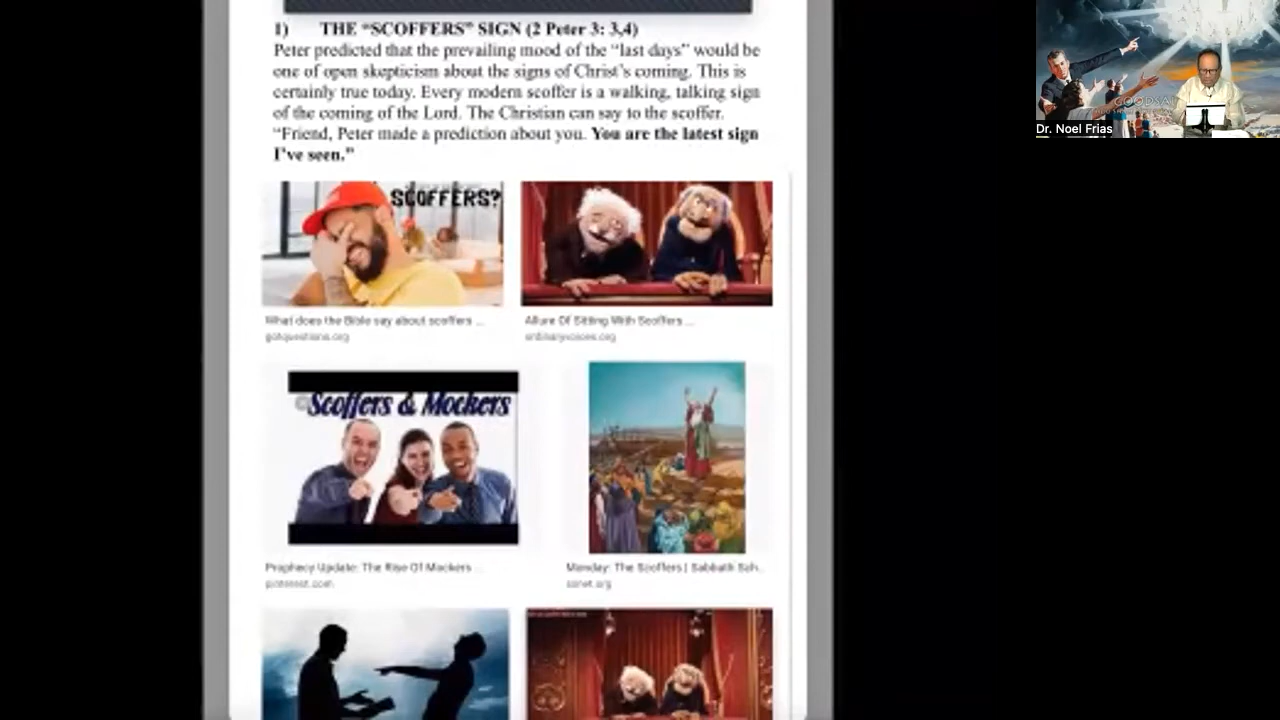 1) THE “SCOFFERS” SIGN (2 Peter 3: 3,4)
Peter predicted that the prevailing mood of the “last days” would be
one of open skepticism about the signs of Christ’s coming. This is
certainly true today. Every modern scoffer is a walking, talking sign
of the coming of the Lord. The Christian can say to the scoffer.
“Friend, Peter made a prediction about you. You are the latest sign
I’ve seen.”
SCOFFERS?
What does the Bible say about scoffers ...
gotquestions.org
Allure Of Sitting With Scoffers ...
ordinaryvoices.org
Scoffers & Mockers
Prophecy Update: The Rise Of Mockers ...
pinterest.com
Monday: The Scoffers | Sabbath Sch..
ssnet.org
Dr. Noel Frias